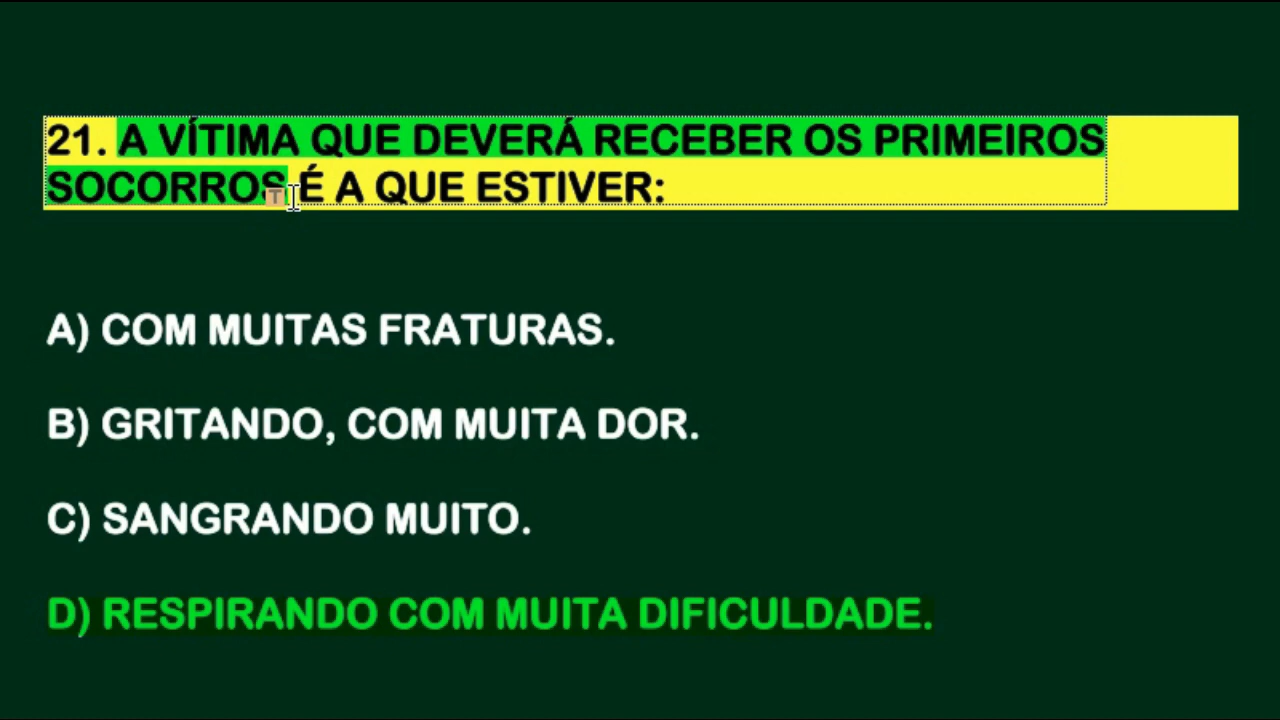 21. A VÍTIMA QUE DEVERÁ RECEBER OS PRIMEIROS
SOCORROS É A QUE ESTIVER:
A) COM MUITAS FRATURAS.
B) GRITANDO, COM MUITA DOR.
C) SANGRANDO MUITO.
D) RESPIRANDO COM MUITA DIFICULDADE.